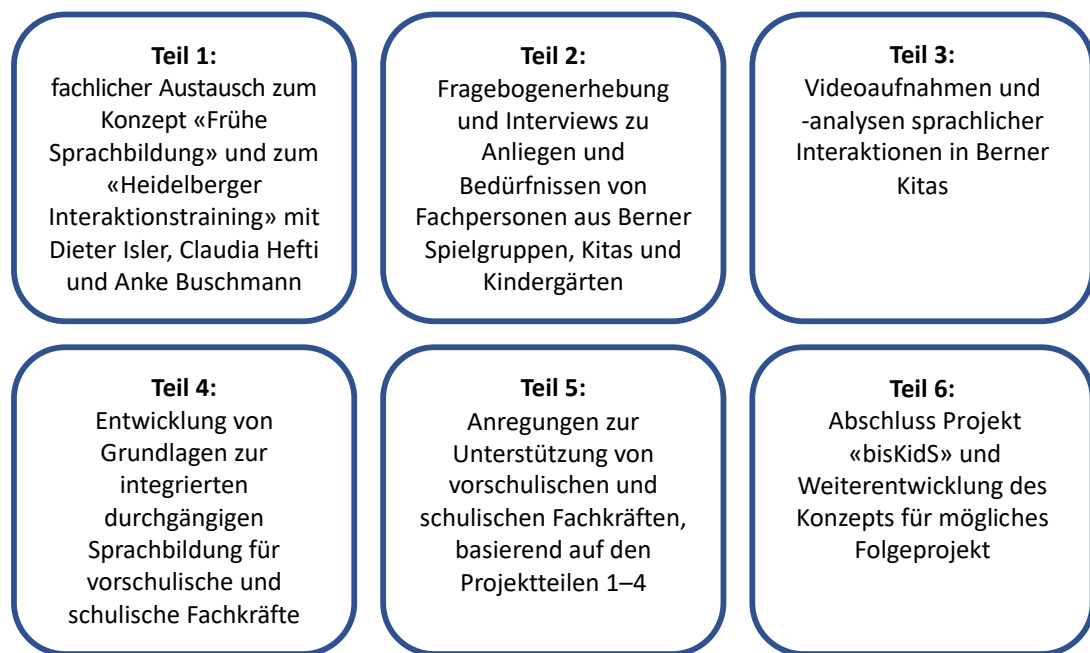 Teil 1:
fachlicher Austausch zum
Konzept «Frühe
Sprachbildung» und zum
«Heidelberger
Interaktionstraining» mit
Dieter Isler, Claudia Hefti
und Anke Buschmann
Teil 2:
Fragebogenerhebung
und Interviews zu
Anliegen und
Bedürfnissen von
Fachpersonen aus Berner
Spielgruppen, Kitas und
Kindergärten
Teil 3:
Videoaufnahmen und
-analysen sprachlicher
Interaktionen in Berner
Kitas
Teil 4:
Entwicklung von
Grundlagen zur
integrierten
durchgängigen
Sprachbildung für
vorschulische und
schulische Fachkräfte
Teil 5:
Anregungen zur
Unterstützung von
vorschulischen und
schulischen Fachkräften,
basierend auf den
Projektteilen 1–4
Teil 6:
Abschluss Projekt
«bisKidS» und
Weiterentwicklung des
Konzepts für mögliches
Folgeprojekt